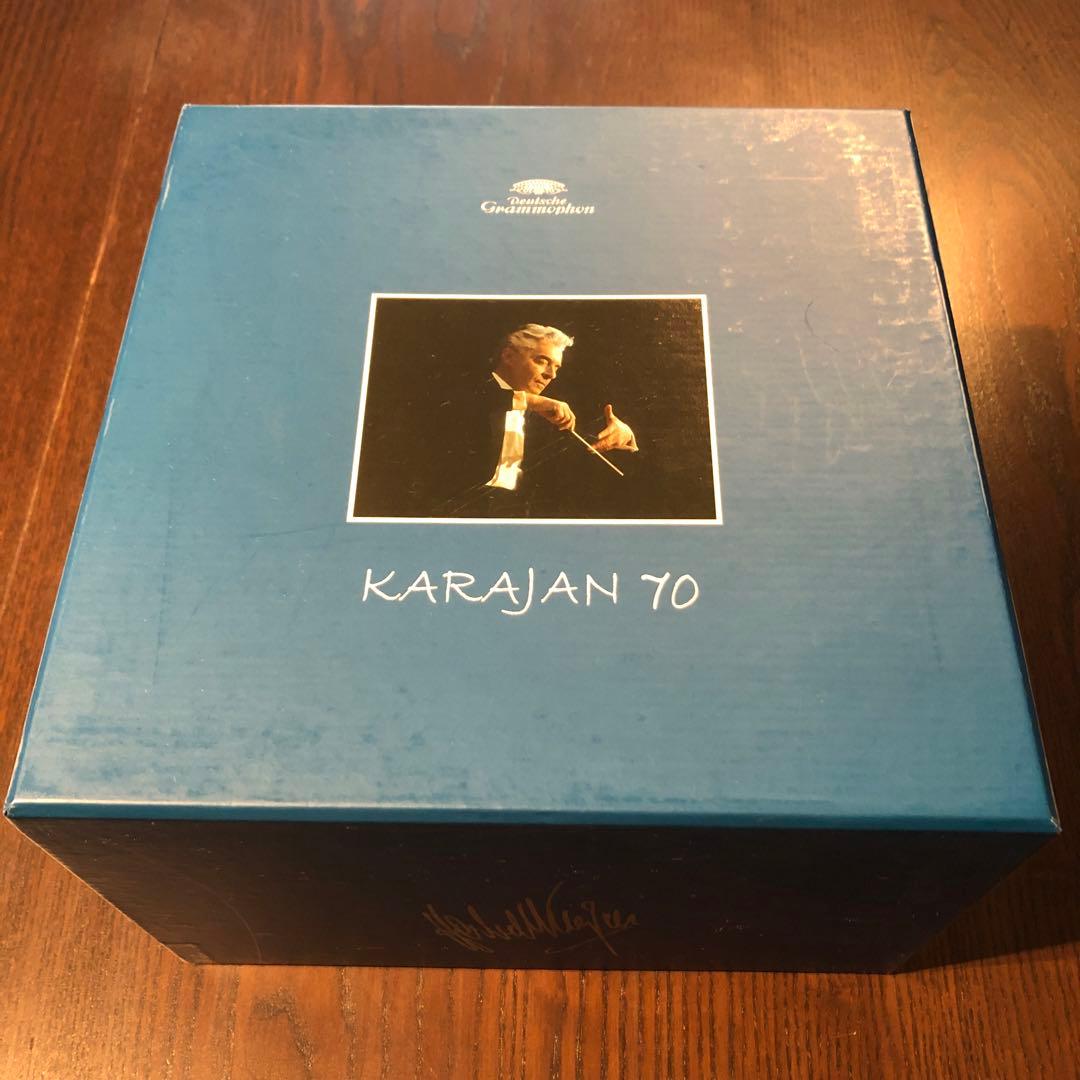 Deutsche
Grammophon
KARAJAN 70